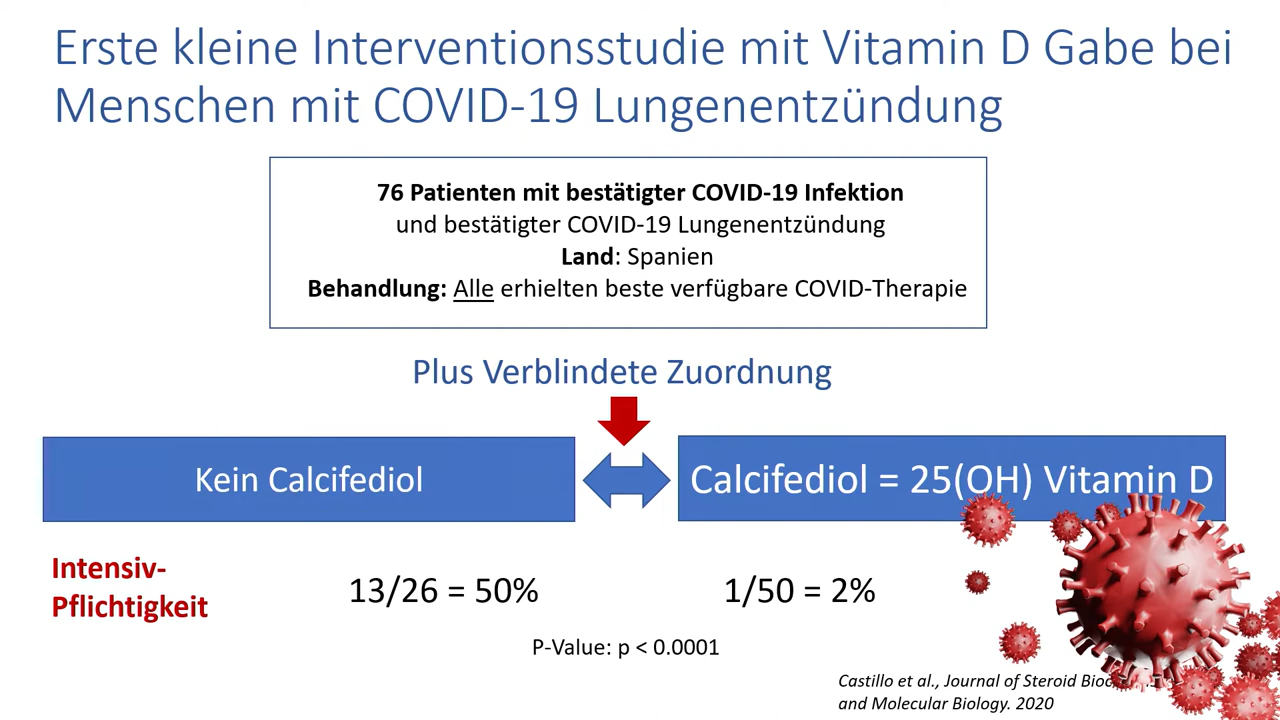 Erste kleine Interventionsstudie mit Vitamin D Gabe bei
Menschen mit COVID-19 Lungenentzündung
76 Patienten mit bestätigter COVID-19 Infektion
und bestätigter COVID-19 Lungenentzündung
Land: Spanien
Behandlung: Alle erhielten beste verfügbare COVID-Therapie
Plus Verblindete Zuordnung
Kein Calcifediol
Calcifediol = 25(OH) Vitamin D
Intensiv-
Pflichtigkeit
13/26 = 50%
1/50 = 2%
P-Value: p < 0.0001
Castillo et al., Journal of Steroid
and Molecular Biology. 2020